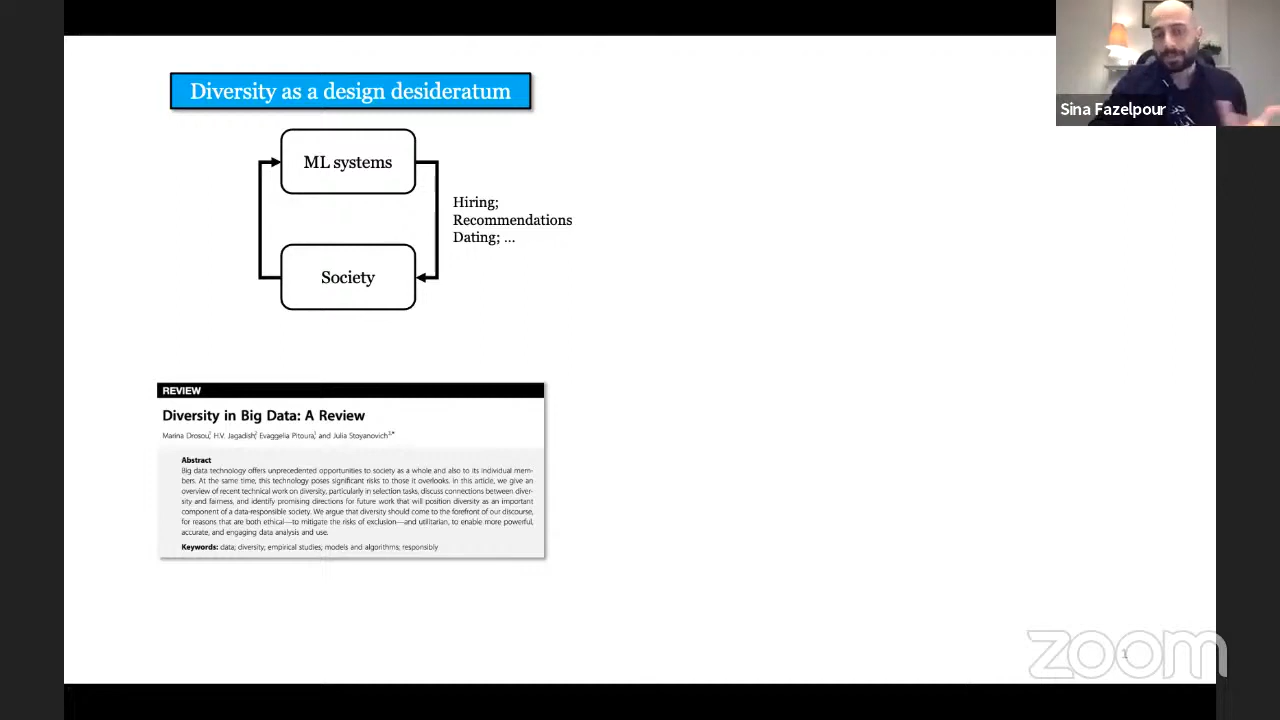 Diversity as a design desideratum
ML systems
Hiring;
Recommendations
Dating; ...
Society
REVIEW
Diversity in Big Data: A Review
Marina Drosou,¹ H.V. Jagadish,² Evaggelia Pitoura,¹ and Julia Stoyanovich³,*
Abstract
Big data technology offers unprecedented opportunities to society as a whole and also to its individual mem-
bers. At the same time, this technology poses significant risks to those it overlooks. In this article, we give an
overview of recent technical work on diversity, particularly in selection tasks, discuss connections between diver-
sity and fairness, and identify promising directions for future work that will position diversity as an important
component of a data-responsible society. We argue that diversity should come to the forefront of our discourse,
for reasons that are both ethical—to mitigate the risks of exclusion—and utilitarian, to enable more powerful,
accurate, and engaging data analysis and use.
Keywords: data; diversity; empirical studies; models and algorithms; responsibly
Sina Fazelpour
zoom
1